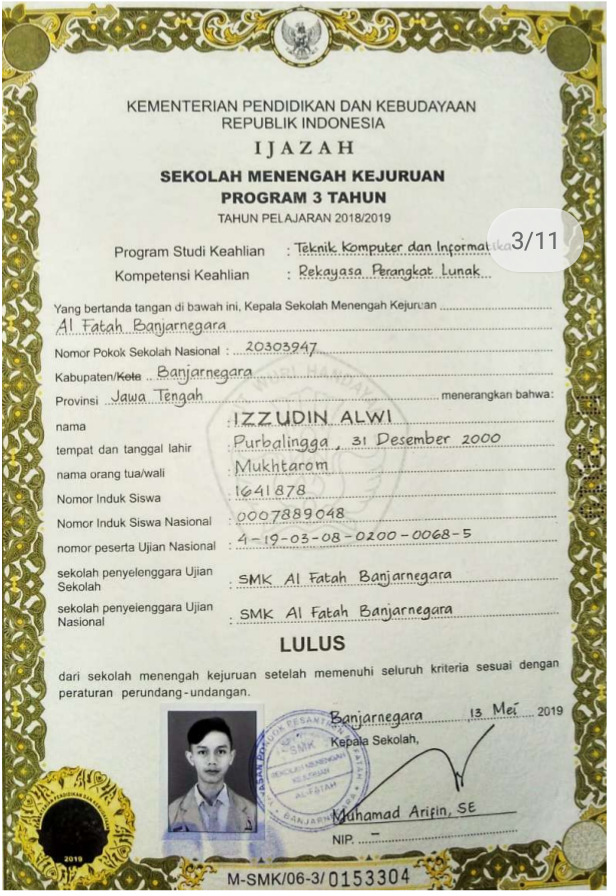 KEMENTERIAN PENDIDIKAN DAN KEBUDAYAAN
REPUBLIK INDONESIA
IJAZAH
SEKOLAH MENENGAH KEJURUAN
PROGRAM 3 TAHUN
TAHUN PELAJARAN 2018/2019
Program Studi Keahlian : Teknik Komputer dan Informatika
3/11
Kompetensi Keahlian : Rekayasa Perangkat Lunak
Yang bertanda tangan di bawah ini, Kepala Sekolah Menengah Kejuruan
Al Fatah Banjarnegara
Nomor Pokok Sekolah Nasional : 20303947
Kabupaten/Kota Banjarnegara
Provinsi Jawa Tengah menerangkan bahwa:
nama : IZZUDIN ALWI
tempat dan tanggal lahir : Purbalingga, 31 Desember 2000
nama orang tua/wali : Mukhtarom
Nomor Induk Siswa : 1641878
Nomor Induk Siswa Nasional : 0007889048
nomor peserta Ujian Nasional : 4-19-03-08-0200-0068-5
sekolah penyelenggara Ujian
Sekolah : SMK Al Fatah Banjarnegara
sekolah penyelenggara Ujian
Nasional : SMK Al Fatah Banjarnegara
LULUS
dari sekolah menengah kejuruan setelah memenuhi seluruh kriteria sesuai dengan
peraturan perundang-undangan.
Banjarnegara, 13 Mei 2019
Kepala Sekolah,
SMK
SEKOLAH MENENGAH
KEJURUAN
AL-FATAH
Muhamad Arifin, SE
NIP. -
2019
M-SMK/06-3/0153304